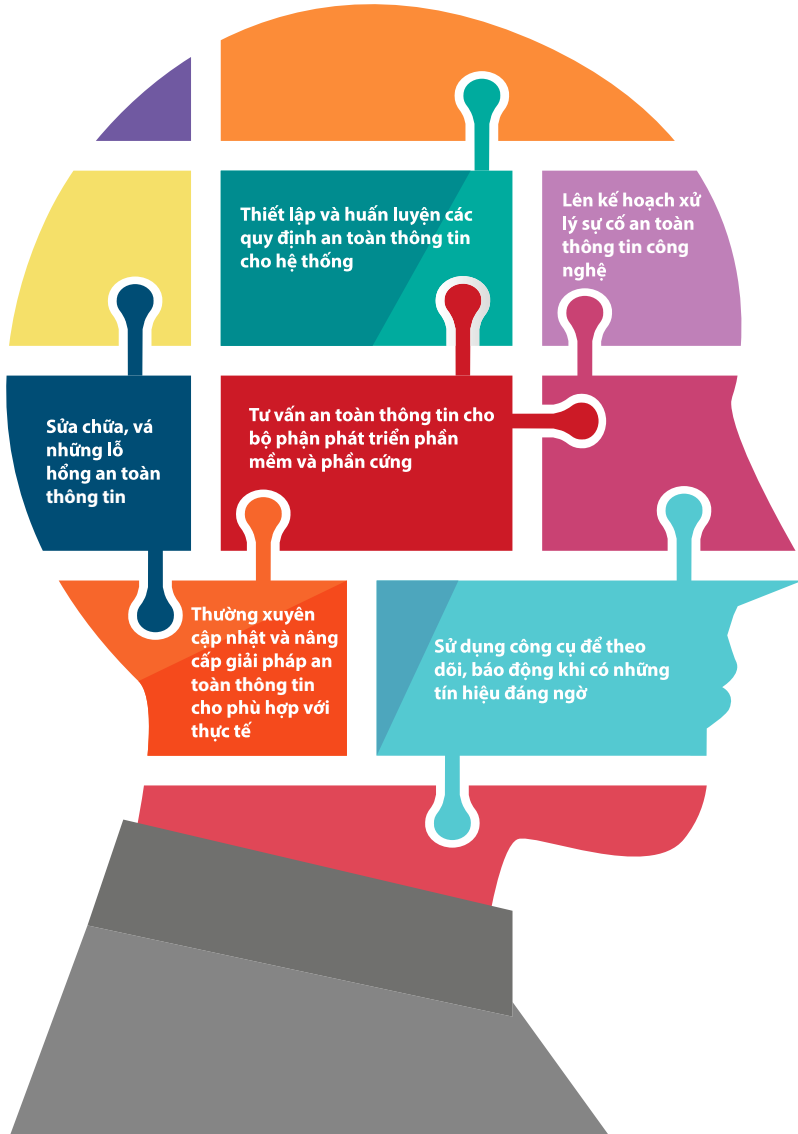 Thiết lập và huấn luyện các
quy định an toàn thông tin
cho hệ thống
Lên kế hoạch xử
lý sự cố an toàn
thông tin công
nghệ
Sửa chữa, vá
những lỗ
hổng an toàn
thông tin
Tư vấn an toàn thông tin cho
bộ phận phát triển phần
mềm và phần cứng
Thường xuyên
cập nhật và nâng
cấp giải pháp an
toàn thông tin
cho phù hợp với
thực tế
Sử dụng công cụ để theo
dõi, báo động khi có những
tín hiệu đáng ngờ